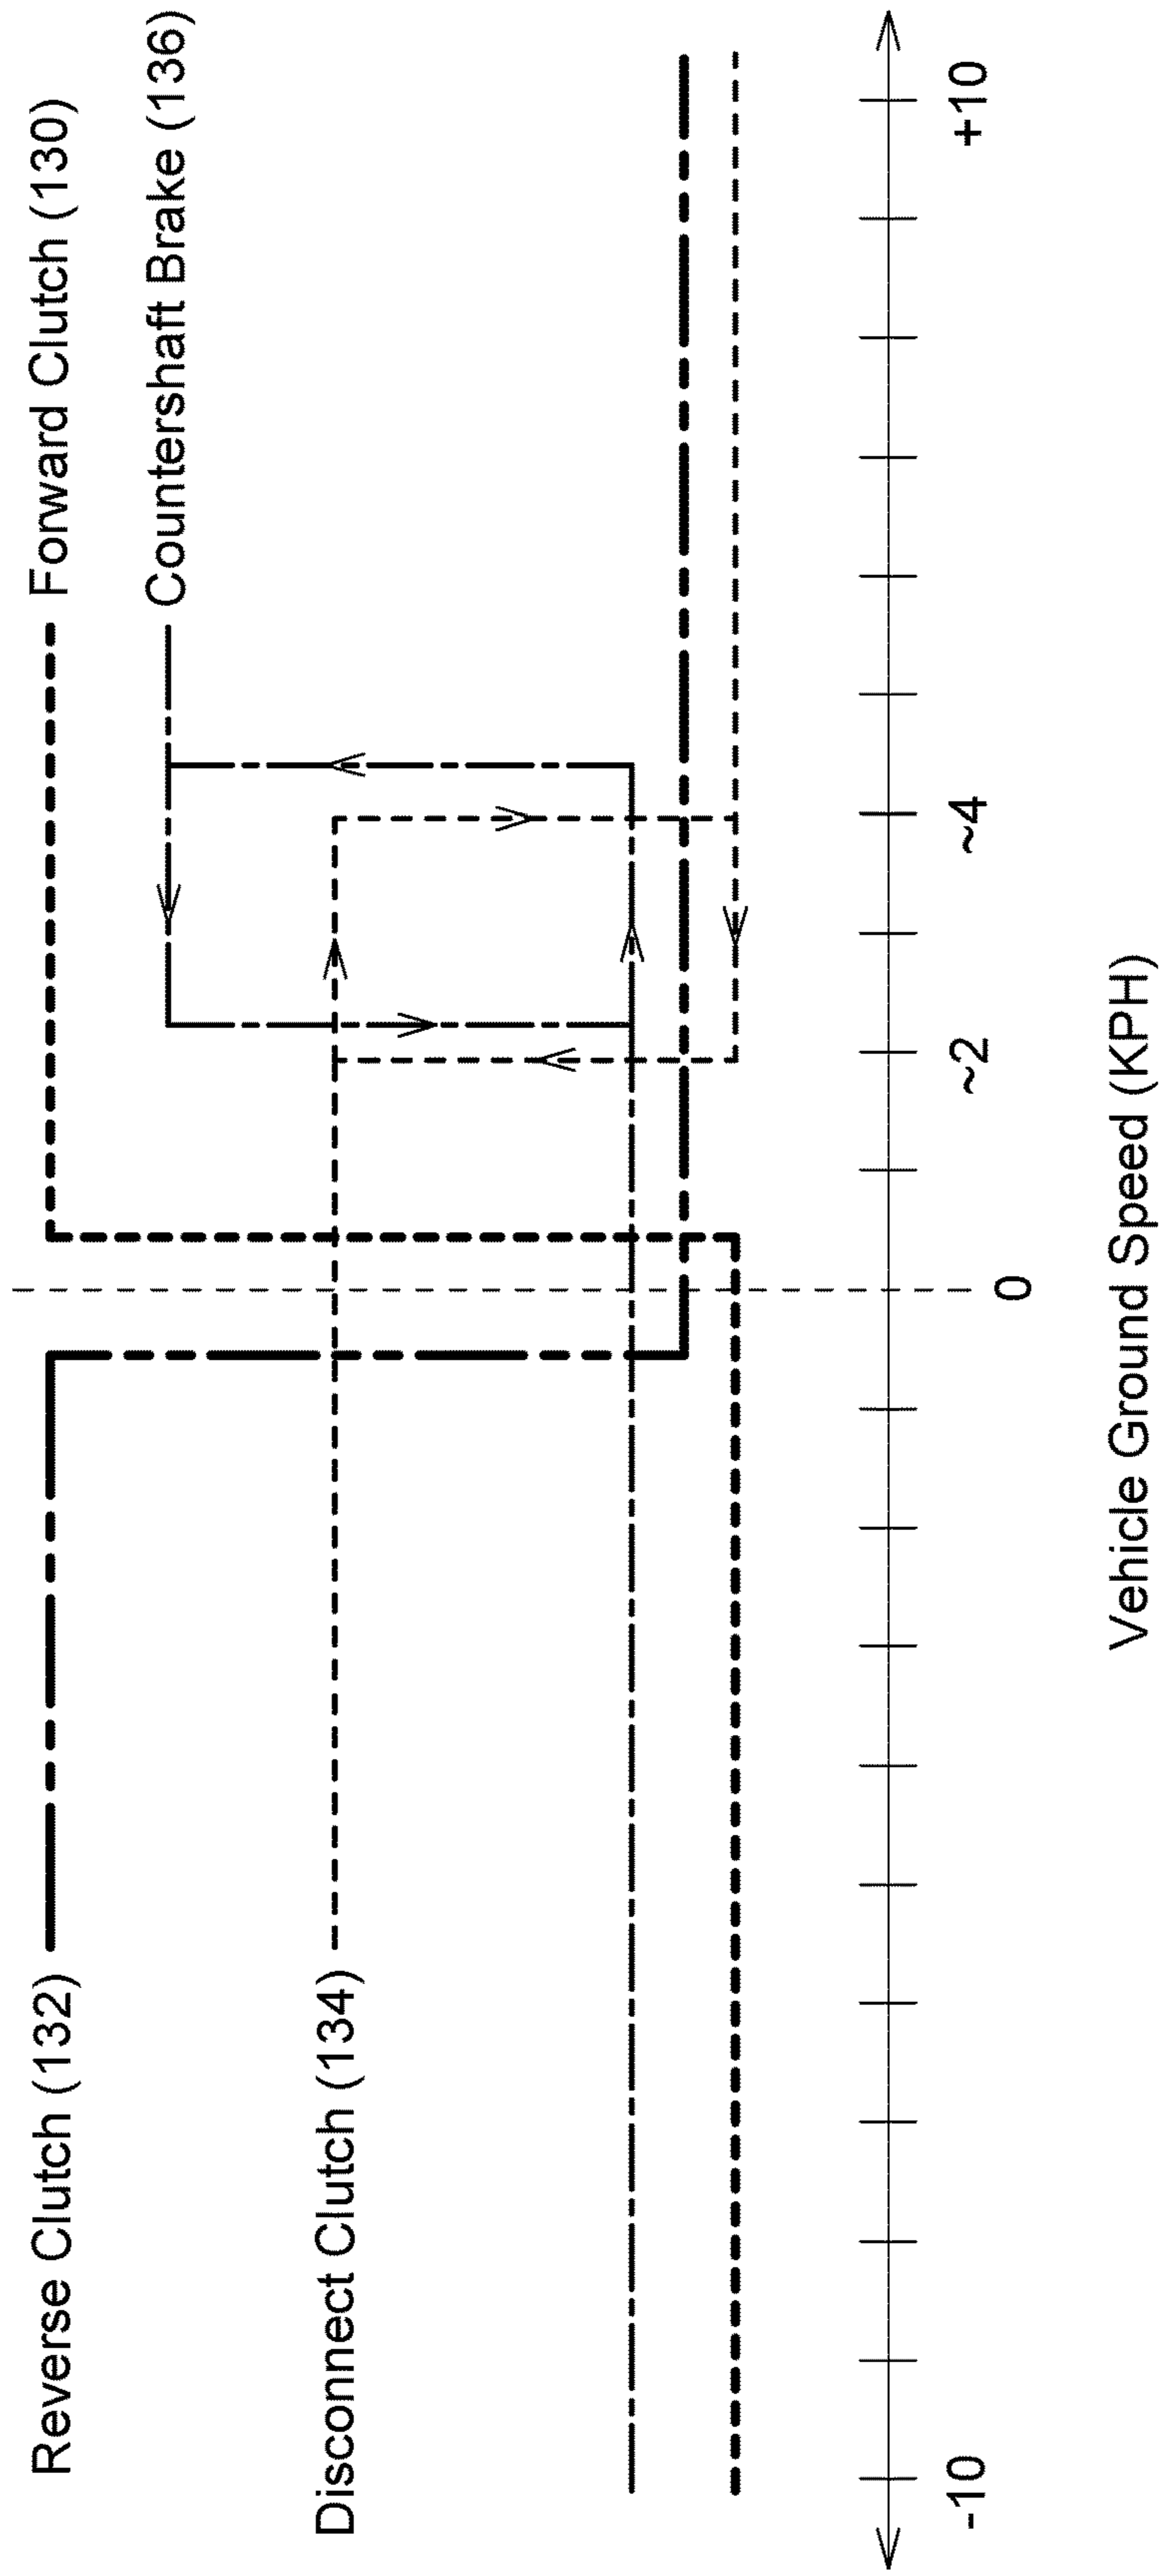 Reverse Clutch (132)
Forward Clutch (130)
Countershaft Brake (136)
Disconnect Clutch (134)
-10
0
~2
~4
+10
Vehicle Ground Speed (KPH)